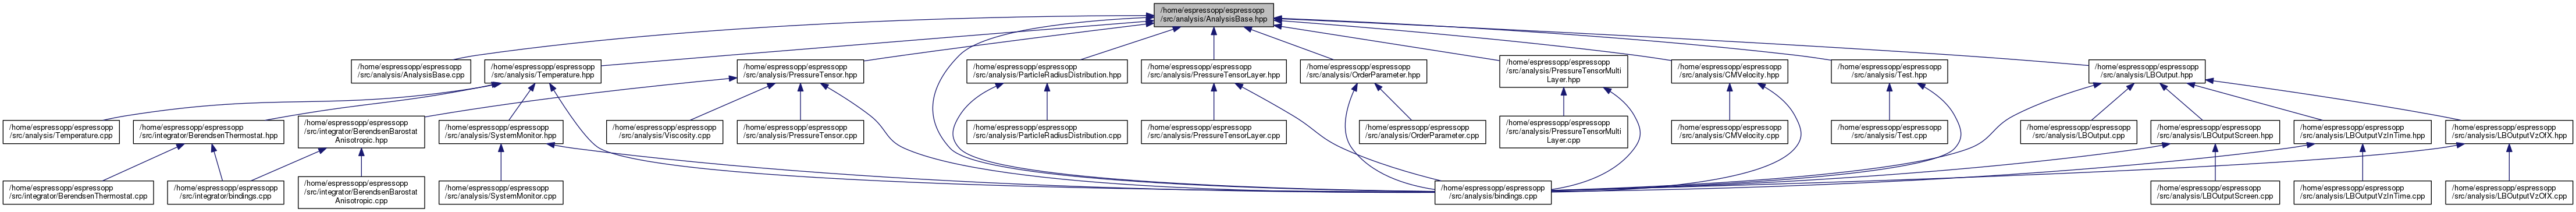 /home/espressopp/espressopp
/src/analysis/AnalysisBase.hpp
/home/espressopp/espressopp
/src/analysis/AnalysisBase.cpp
/home/espressopp/espressopp
/src/analysis/Temperature.hpp
/home/espressopp/espressopp
/src/analysis/PressureTensor.hpp
/home/espressopp/espressopp
/src/analysis/ParticleRadiusDistribution.hpp
/home/espressopp/espressopp
/src/analysis/PressureTensorLayer.hpp
/home/espressopp/espressopp
/src/analysis/OrderParameter.hpp
/home/espressopp/espressopp
/src/analysis/PressureTensorMulti
Layer.hpp
/home/espressopp/espressopp
/src/analysis/CMVelocity.hpp
/home/espressopp/espressopp
/src/analysis/Test.hpp
/home/espressopp/espressopp
/src/analysis/LBOutput.hpp
/home/espressopp/espressopp
/src/analysis/Temperature.cpp
/home/espressopp/espressopp
/src/integrator/BerendsenThermostat.hpp
/home/espressopp/espressopp
/src/integrator/BerendsenBarostat
Anisotropic.hpp
/home/espressopp/espressopp
/src/analysis/SystemMonitor.hpp
/home/espressopp/espressopp
/src/analysis/Viscosity.cpp
/home/espressopp/espressopp
/src/analysis/PressureTensor.cpp
/home/espressopp/espressopp
/src/analysis/ParticleRadiusDistribution.cpp
/home/espressopp/espressopp
/src/analysis/PressureTensorLayer.cpp
/home/espressopp/espressopp
/src/analysis/OrderParameter.cpp
/home/espressopp/espressopp
/src/analysis/PressureTensorMulti
Layer.cpp
/home/espressopp/espressopp
/src/analysis/CMVelocity.cpp
/home/espressopp/espressopp
/src/analysis/Test.cpp
/home/espressopp/espressopp
/src/analysis/LBOutput.cpp
/home/espressopp/espressopp
/src/analysis/LBOutputScreen.hpp
/home/espressopp/espressopp
/src/analysis/LBOutputVzInTime.hpp
/home/espressopp/espressopp
/src/analysis/LBOutputVzOfX.hpp
/home/espressopp/espressopp
/src/integrator/BerendsenThermostat.cpp
/home/espressopp/espressopp
/src/integrator/bindings.cpp
/home/espressopp/espressopp
/src/integrator/BerendsenBarostat
Anisotropic.cpp
/home/espressopp/espressopp
/src/analysis/SystemMonitor.cpp
/home/espressopp/espressopp
/src/analysis/bindings.cpp
/home/espressopp/espressopp
/src/analysis/LBOutputScreen.cpp
/home/espressopp/espressopp
/src/analysis/LBOutputVzInTime.cpp
/home/espressopp/espressopp
/src/analysis/LBOutputVzOfX.cpp